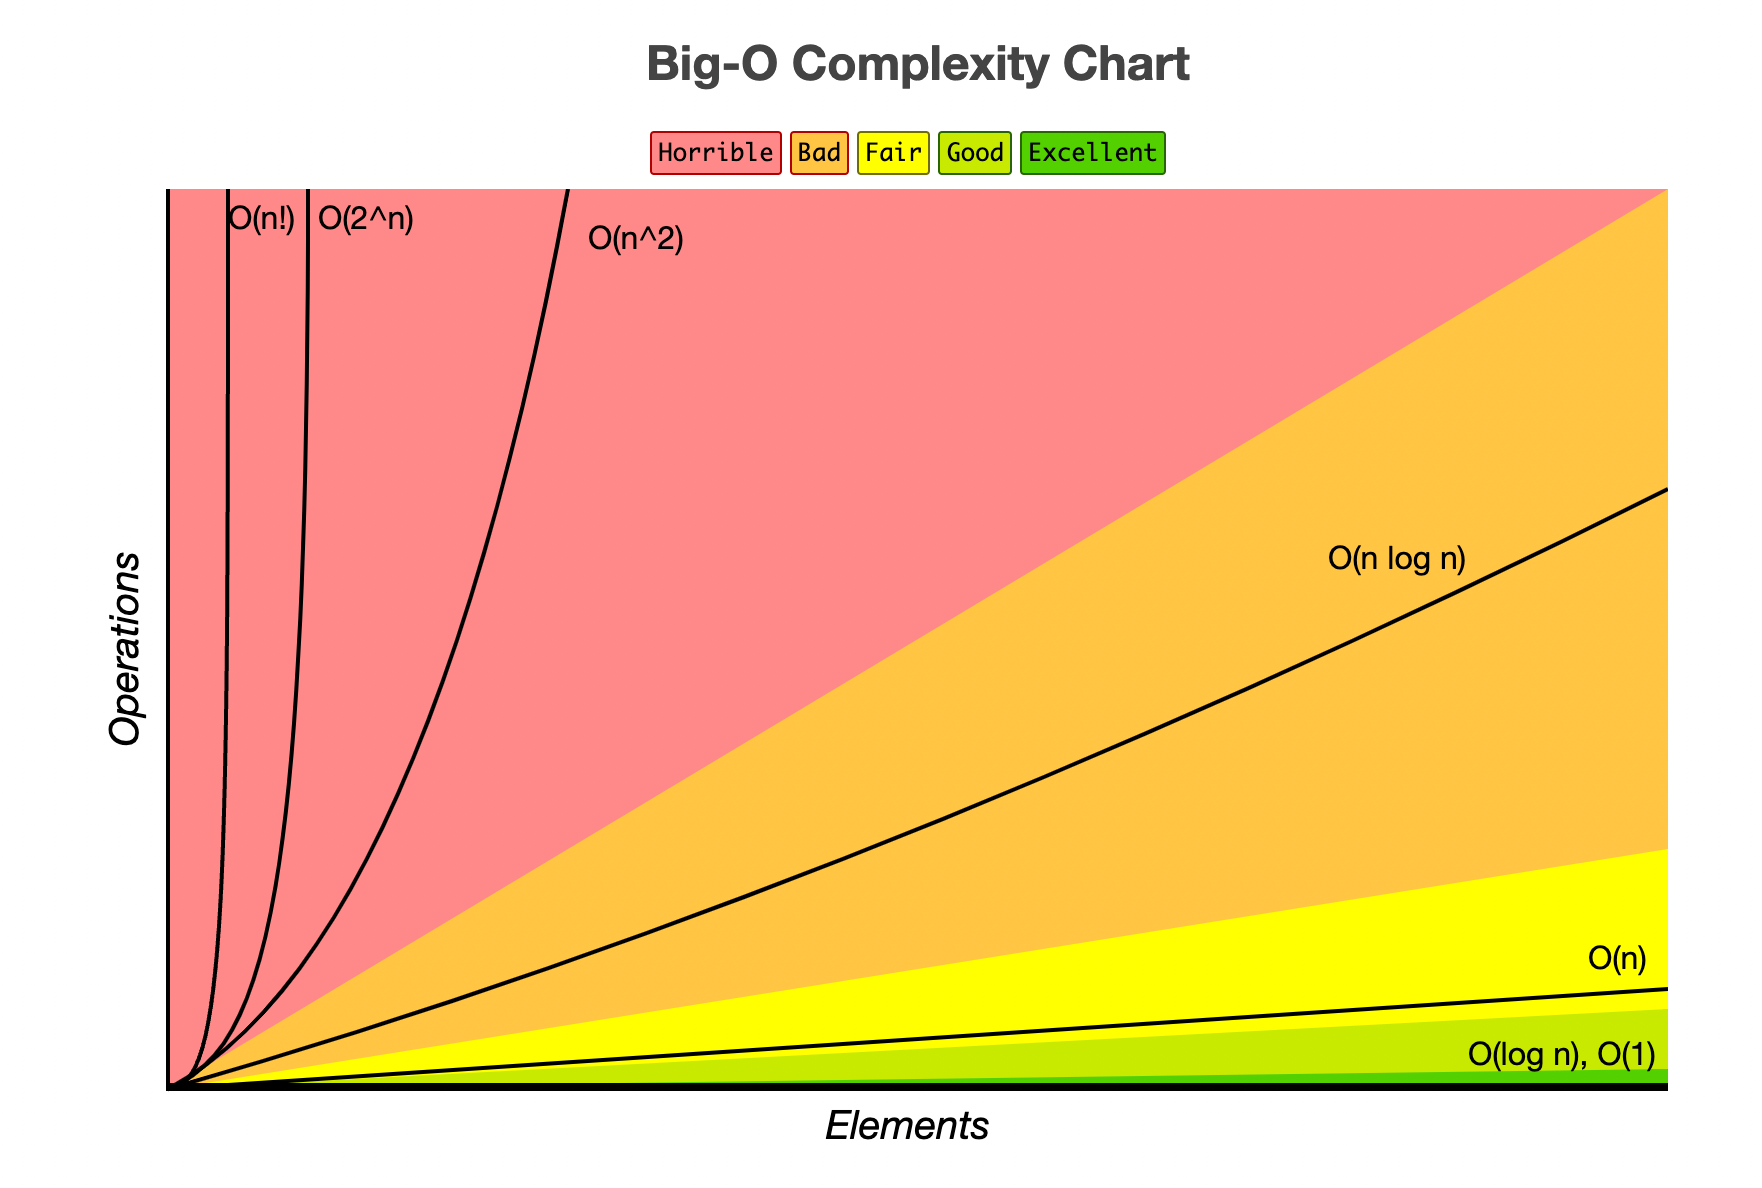 Big-O Complexity Chart
Horrible Bad Fair Good Excellent
O(n!) O(2^n)
O(n^2)
O(n log n)
O(n)
O(log n), O(1)
Operations
Elements